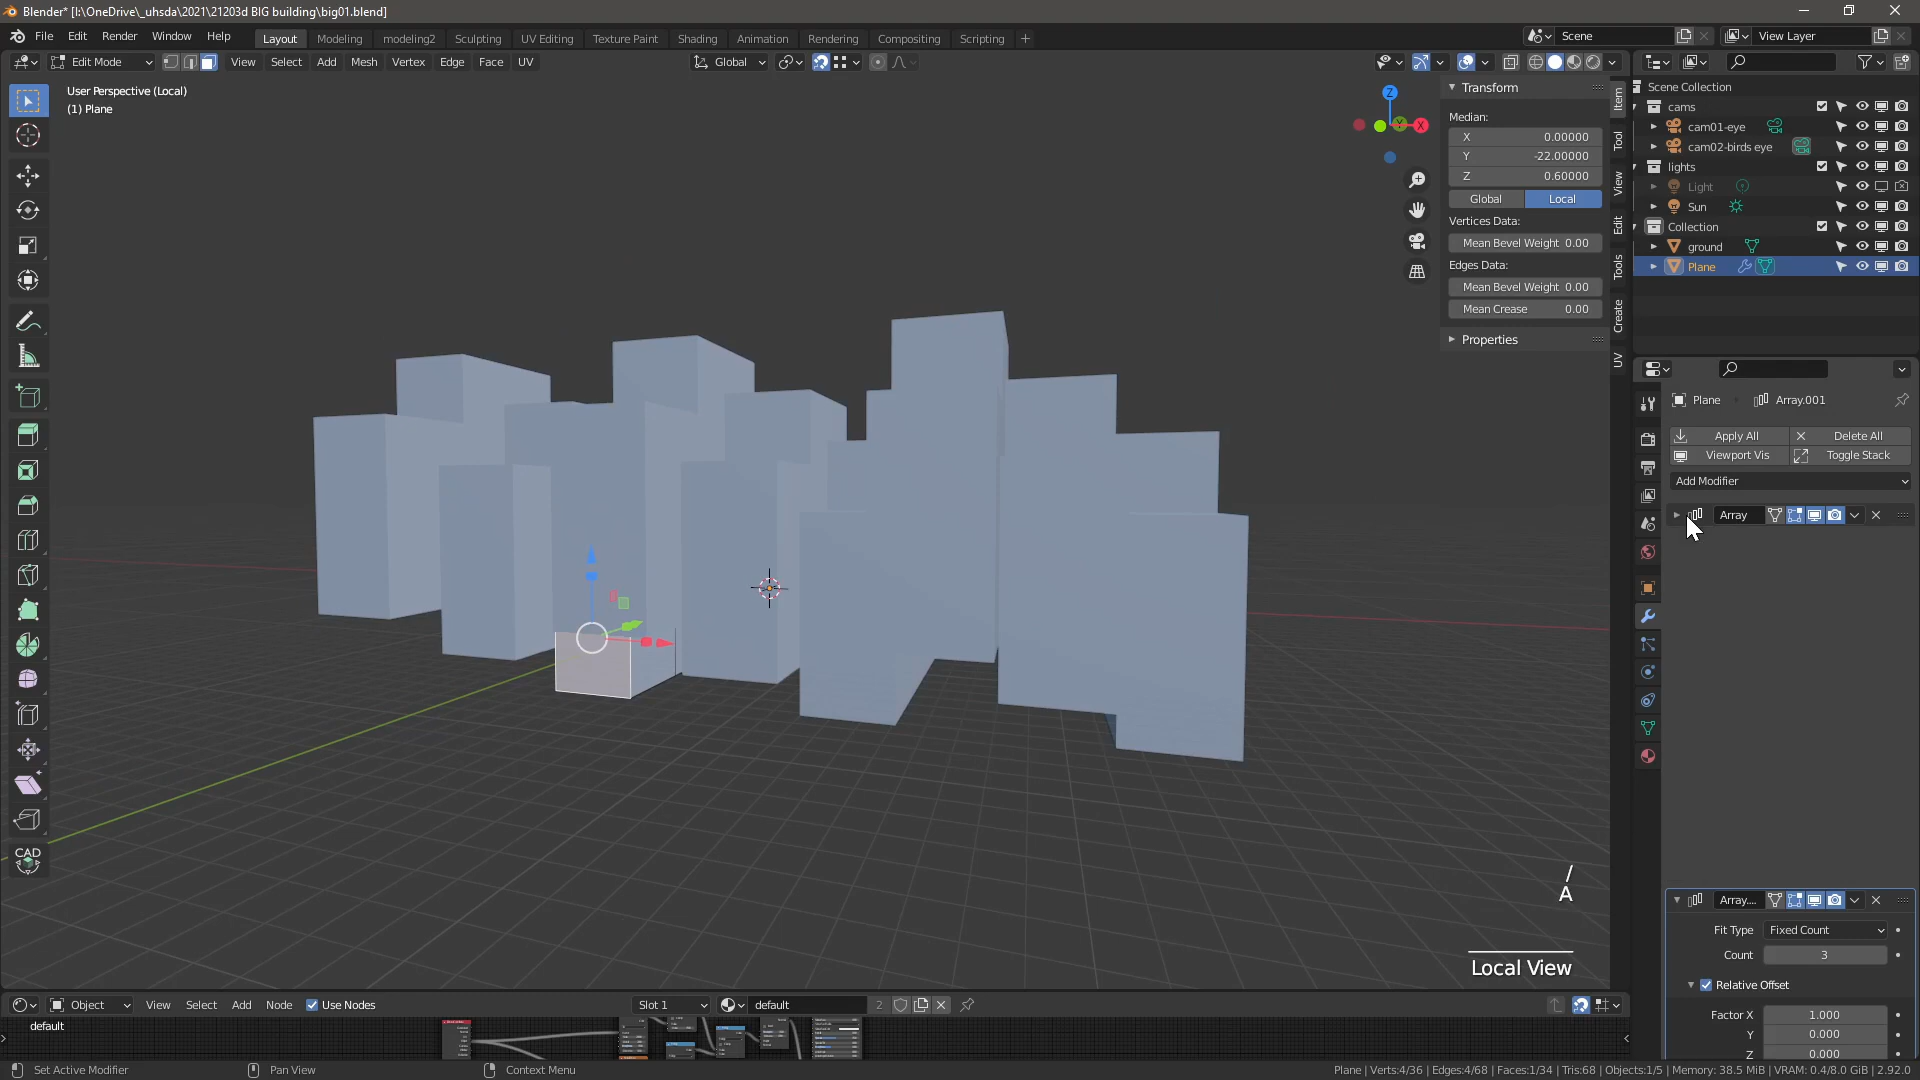 Blender* [I:\OneDrive\_uhsda\2021\21203d BIG building\big01.blend]
File Edit Render Window Help Layout Modeling modeling2 Sculpting UV Editing Texture Paint Shading Animation Rendering Compositing Scripting + Scene View Layer
Edit Mode View Select Add Mesh Vertex Edge Face UV Global
User Perspective (Local)
(1) Plane
Z
X
Y
Transform
Median:
X 0.00000
Y -22.00000
Z 0.60000
Global Local
Vertices Data:
Mean Bevel Weight 0.00
Edges Data:
Mean Bevel Weight 0.00
Mean Crease 0.00
Properties
Item
Tool
View
Edit
Tools
Create
UV
Scene Collection
cams
cam01-eye
cam02-birds eye
lights
Light
Sun
Collection
ground
Plane
Plane Array.001
Apply All Delete All
Viewport Vis Toggle Stack
Add Modifier
Array
Array....
Fit Type Fixed Count
Count 3
Relative Offset
Factor X 1.000
Y 0.000
Z 0.000
CAD
/
A
Local View
Object View Select Add Node Use Nodes Slot 1 default 2
default
Set Active Modifier Pan View Context Menu Plane | Verts:4/36 | Edges:4/68 | Faces:1/34 | Tris:68 | Objects:1/5 | Memory: 38.5 MiB | VRAM: 0.4/8.0 GiB | 2.92.0